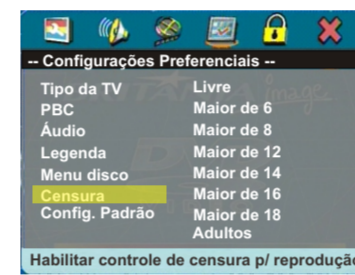 -- Configurações Preferenciais --
Tipo da TV
PBC
Áudio
Legenda
Menu disco
Censura
Config. Padrão
Livre
Maior de 6
Maior de 8
Maior de 12
Maior de 14
Maior de 16
Maior de 18
Adultos
Habilitar controle de censura p/ reprodução